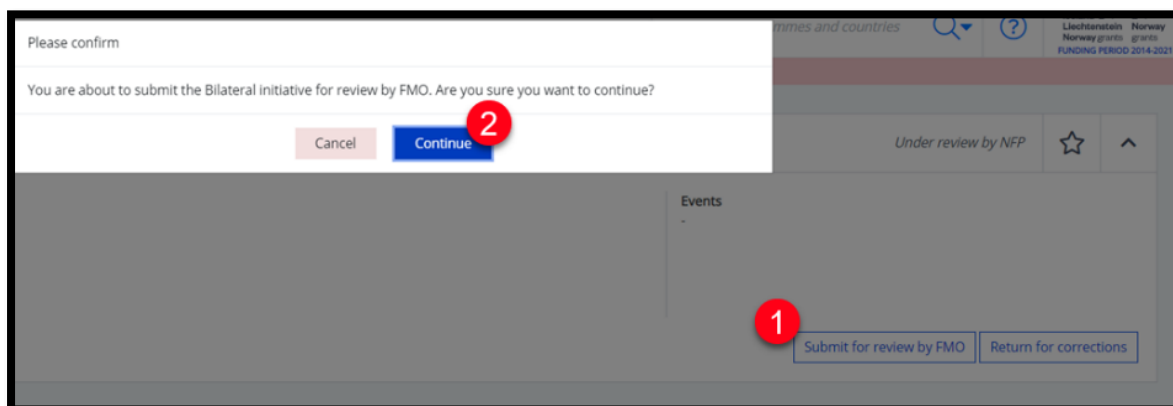 Please confirm
You are about to submit the Bilateral initiative for review by FMO. Are you sure you want to continue?
Cancel
Continue
2
mmes and countries
?
Liechtenstein Norway
Norway grants grants
FUNDING PERIOD 2014-2021
Under review by NFP
Events
-
1
Submit for review by FMO
Return for corrections